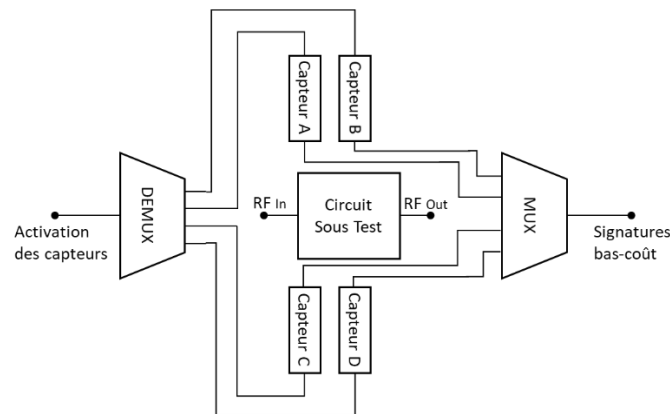 Capteur A
Capteur B
DEMUX
MUX
RF In
Circuit
Sous Test
RF Out
Activation
des capteurs
Signatures
bas-coût
Capteur C
Capteur D